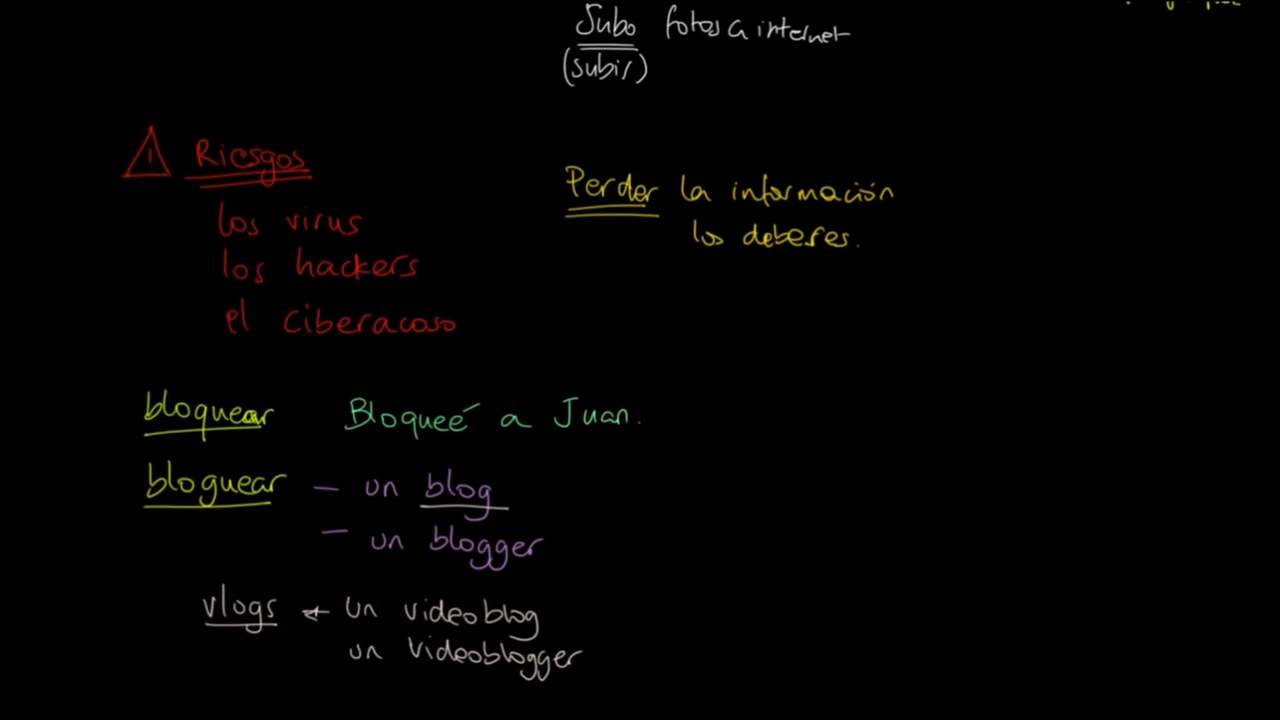 Subo fotos a internet
(subir)
Riesgos
los virus
los hackers
el ciberacoso
Perder la información
los deberes.
bloquear Bloqueé a Juan.
bloguear - un blog
- un blogger
vlogs ← un videoblog
un videoblogger